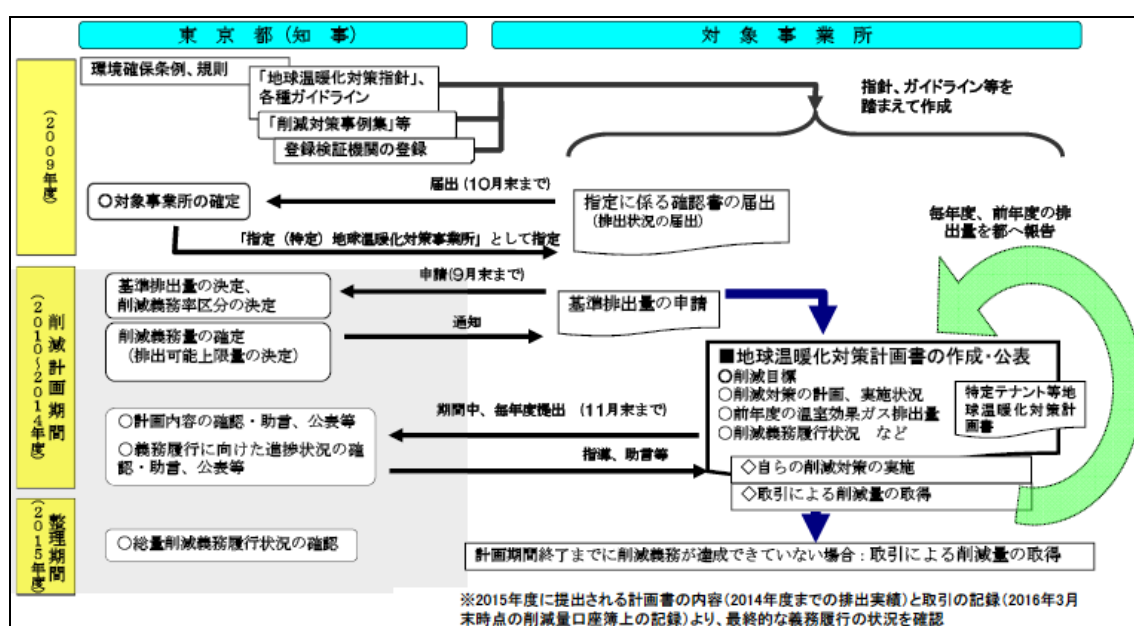 東京都(知事)
対象事業所
(2009年度)
環境確保条例、規則
「地球温暖化対策指針」、
各種ガイドライン
「削減対策事例集」等
登録検証機関の登録
指針、ガイドライン等を
踏まえて作成
届出(10月末まで)
○対象事業所の確定
指定に係る確認書の届出
(排出状況の届出)
「指定(特定)地球温暖化対策事業所」として指定
毎年度、前年度の排
出量を都へ報告
削減計画期間
(2010~2014年度)
基準排出量の決定、
削減義務率区分の決定
申請(9月末まで)
基準排出量の申請
削減義務量の確定
(排出可能上限量の決定)
通知
■地球温暖化対策計画書の作成・公表
○削減目標
○削減対策の計画、実施状況
○前年度の温室効果ガス排出量
○削減義務履行状況 など
特定テナント等地
球温暖化対策計
画書
○計画内容の確認・助言、公表等
○義務履行に向けた進捗状況の確
認・助言、公表等
期間中、毎年度提出 (11月末まで)
指導、助言等
◇自らの削減対策の実施
◇取引による削減量の取得
整理期間
(2015年度)
○総量削減義務履行状況の確認
計画期間終了までに削減義務が達成できていない場合:取引による削減量の取得
※2015年度に提出される計画書の内容(2014年度までの排出実績)と取引の記録(2016年3月
末時点の削減量口座簿上の記録)より、最終的な義務履行の状況を確認